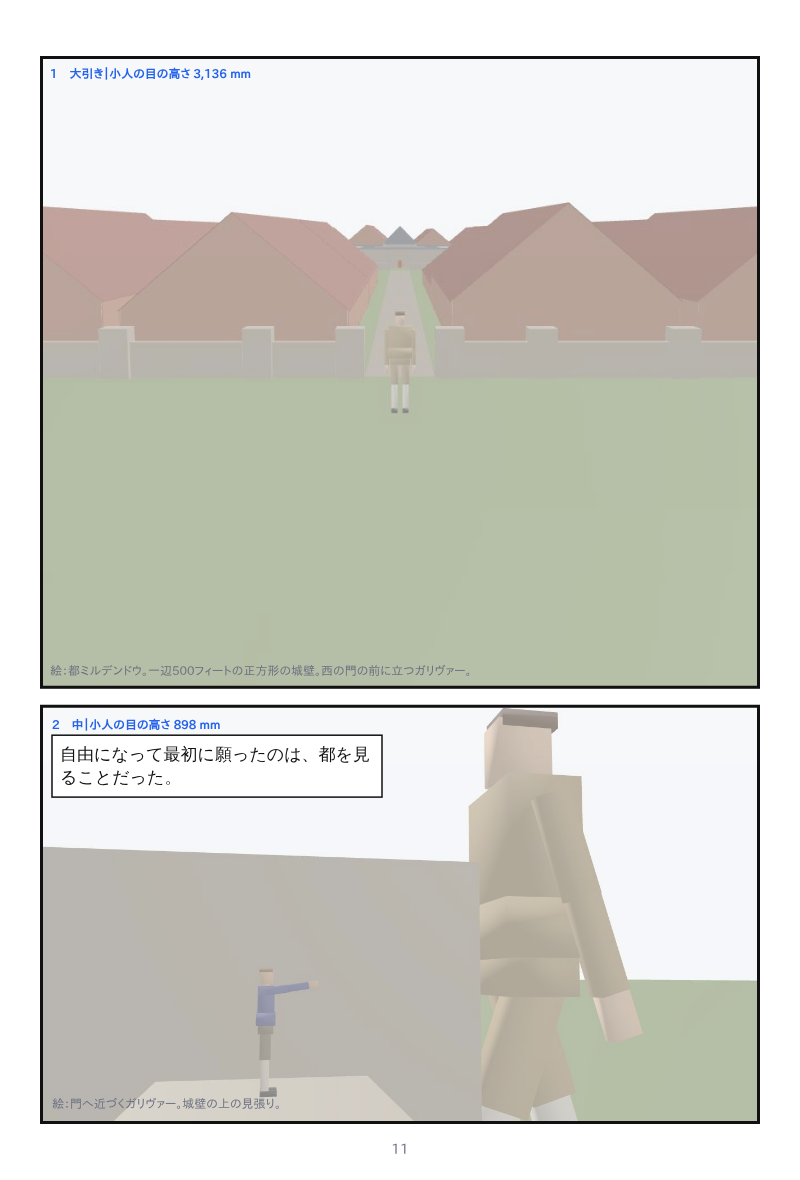 1 大引き|小人の目の高さ 3,136 mm
絵:都ミルデンドウ。一辺500フィートの正方形の城壁。西の門の前に立つガリヴァー。
2 中|小人の目の高さ 898 mm
自由になって最初に願ったのは、都を見
ることだった。
絵:門へ近づくガリヴァー。城壁の上の見張り。
11